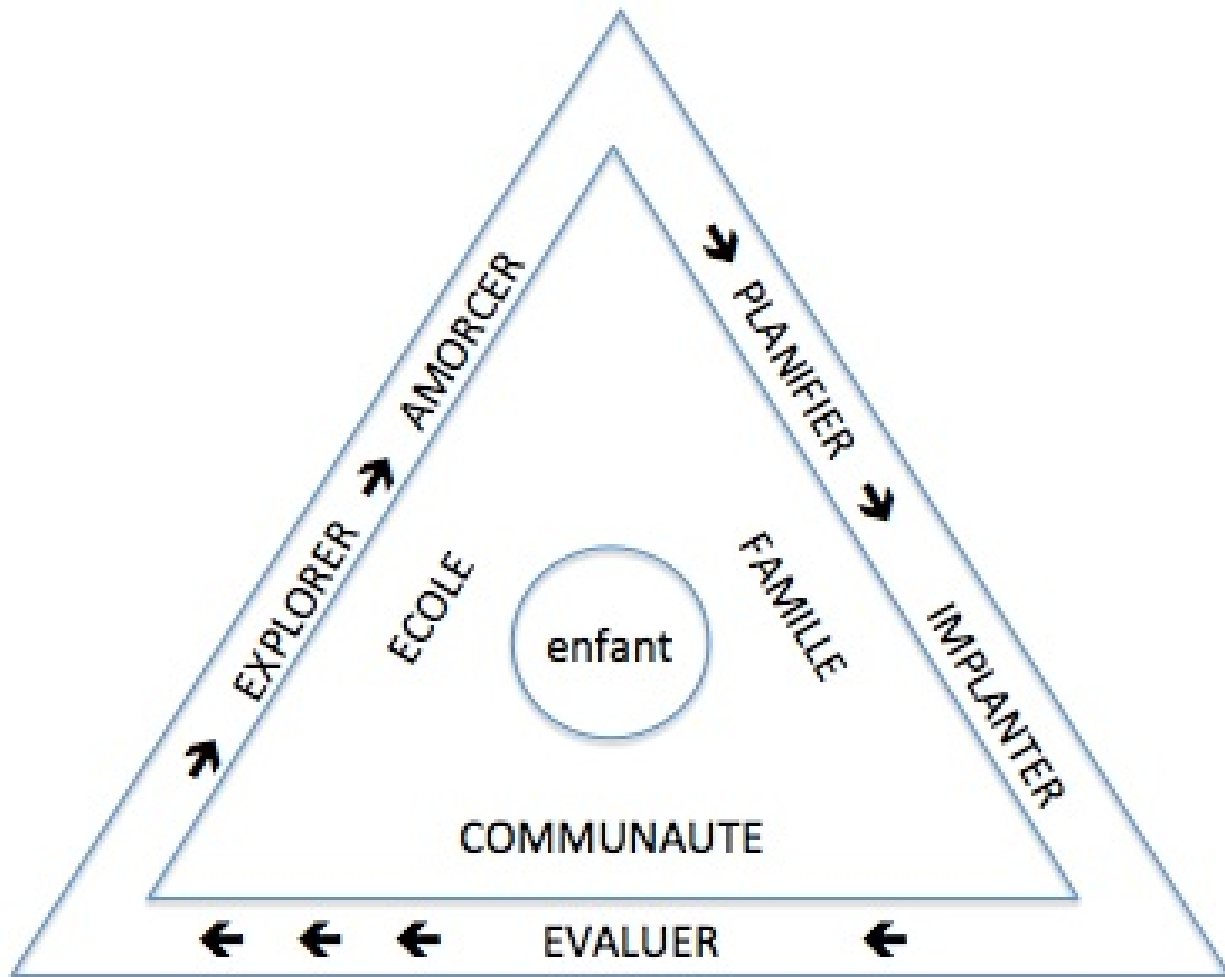 AMORCER
PLANIFIER
EXPLORER
ECOLE
enfant
FAMILLE
IMPLANTER
COMMUNAUTE
EVALUER